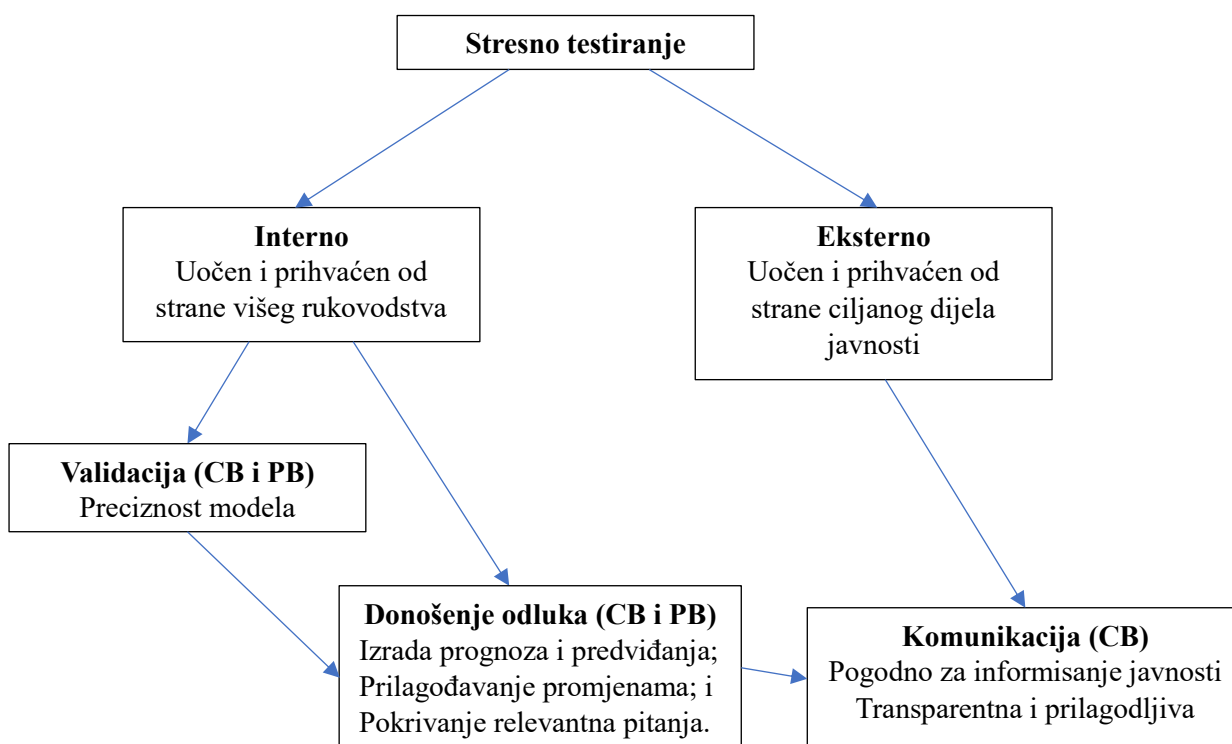 Stresno testiranje
Interno
Uočen i prihvaćen od
strane višeg rukovodstva
Eksterno
Uočen i prihvaćen od
strane ciljanog dijela
javnosti
Validacija (CB i PB)
Preciznost modela
Donošenje odluka (CB i PB)
Izrada prognoza i predviđanja;
Prilagođavanje promjenama; i
Pokrivanje relevantna pitanja.
Komunikacija (CB)
Pogodno za informisanje javnosti
Transparentna i prilagodljiva